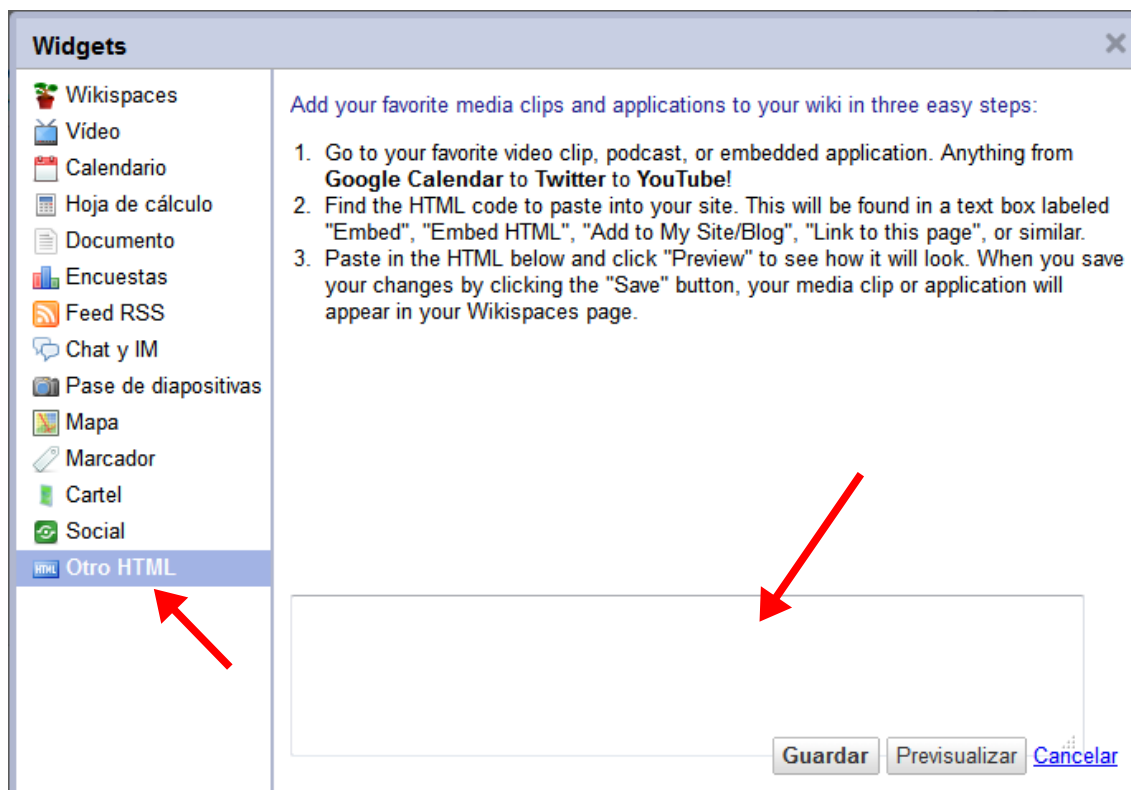 Widgets
Wikispaces
Vídeo
Calendario
Hoja de cálculo
Documento
Encuestas
Feed RSS
Chat y IM
Pase de diapositivas
Mapa
Marcador
Cartel
Social
HTML Otro HTML
Add your favorite media clips and applications to your wiki in three easy steps:
1. Go to your favorite video clip, podcast, or embedded application. Anything from
Google Calendar to Twitter to YouTube!
2. Find the HTML code to paste into your site. This will be found in a text box labeled
"Embed", "Embed HTML", "Add to My Site/Blog", "Link to this page", or similar.
3. Paste in the HTML below and click "Preview" to see how it will look. When you save
your changes by clicking the "Save" button, your media clip or application will
appear in your Wikispaces page.
Guardar Previsualizar Cancelar